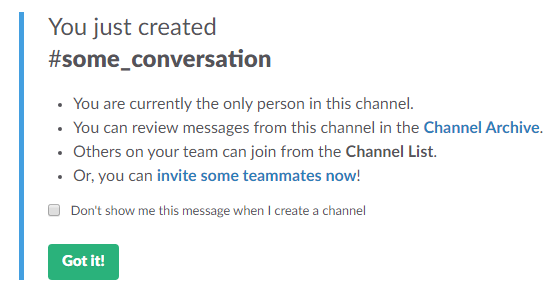 You just created
#some_conversation
• You are currently the only person in this channel.
• You can review messages from this channel in the Channel Archive.
• Others on your team can join from the Channel List.
• Or, you can invite some teammates now!
Don't show me this message when I create a channel
Got it!